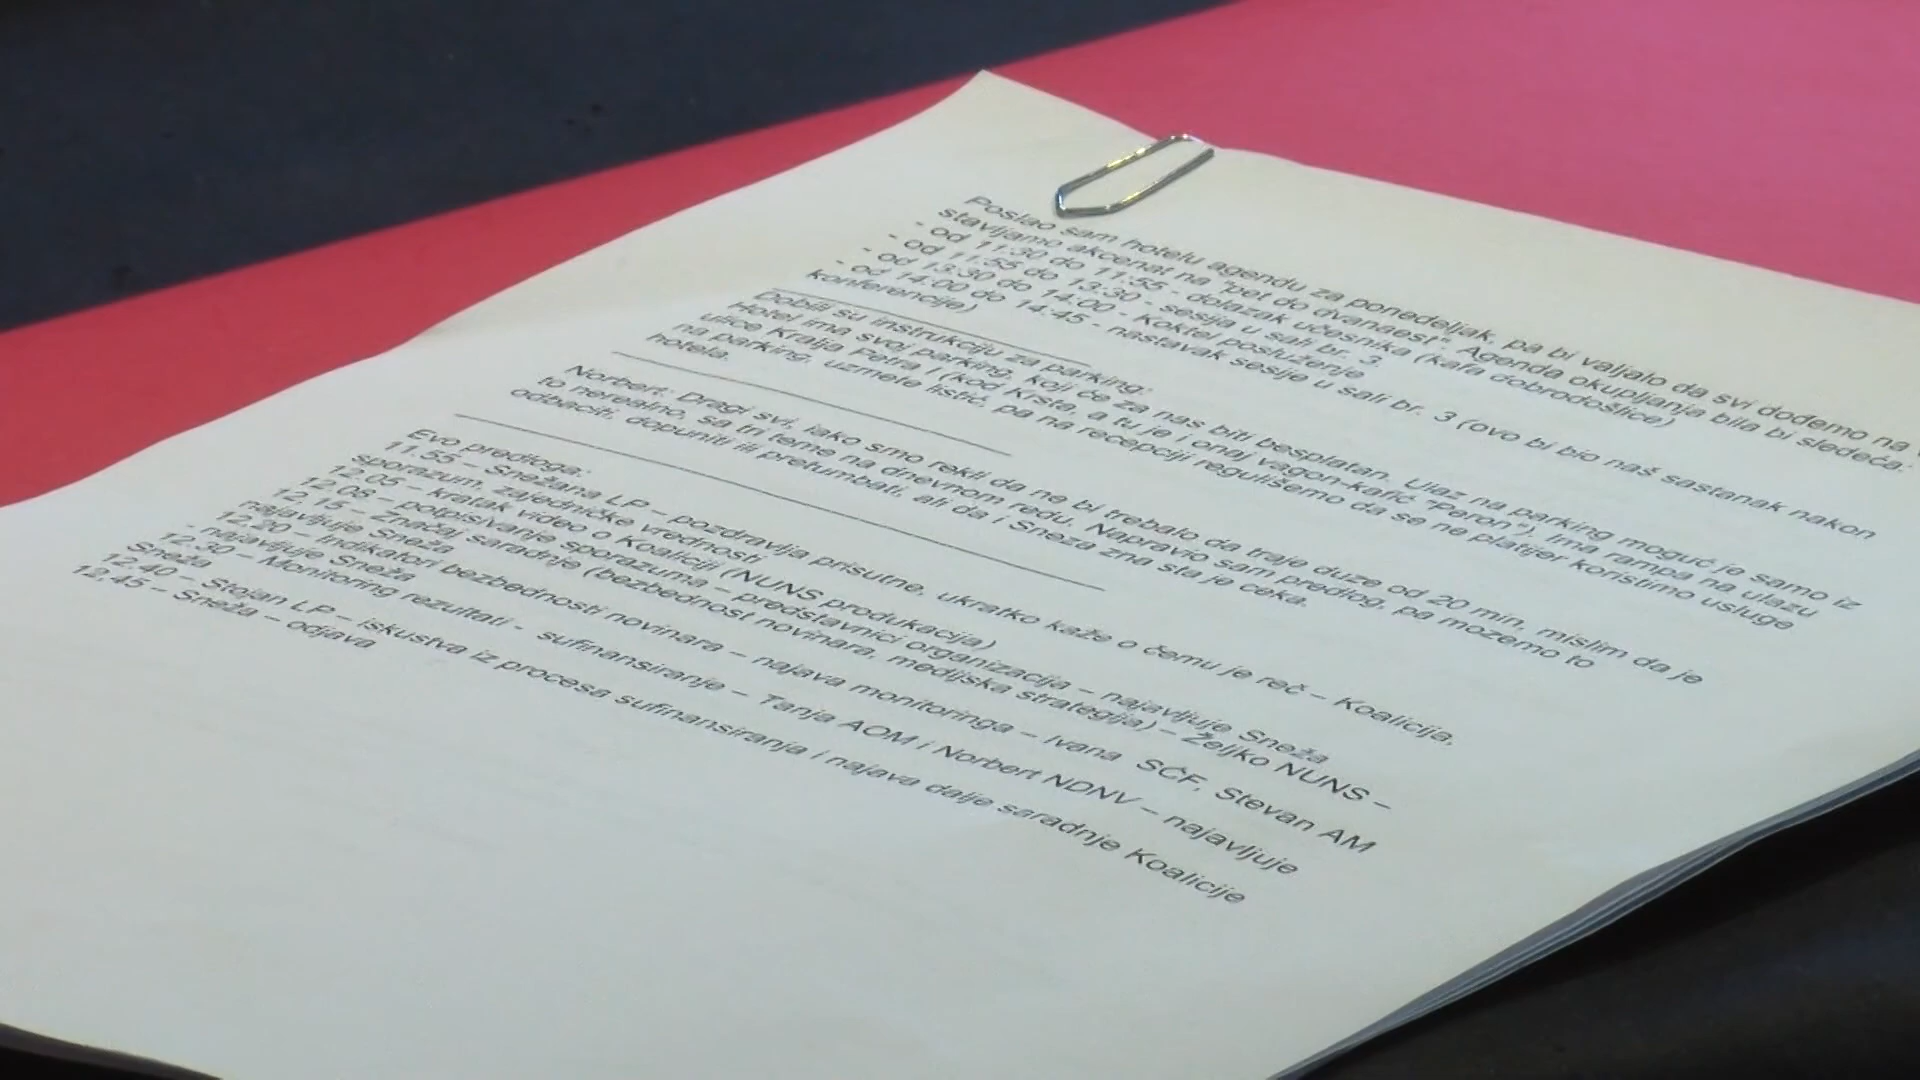 Poslao sam hotelu agendu za ponedeljak, pa bi valjalo da svi dođemo na
stavljamo akcenat na "pet do dvanaest". Agenda okupljanja bila bi sledeća:
- od 11:30 do 11:55 - dolazak učesnika (kafa dobrodošlice)
- od 11:55 do 13:30 - sesija u sali br. 3
- od 13:30 do 14:00 - koktel posluženje
- od 14:00 do 14:45 - nastavak sesije u sali br. 3 (ovo bi bio naš sastanak nakon
konferencije)
Dobili su instrukciju za parking:
Hotel ima svoj parking, koji će za nas biti besplatan. Ulaz na parking moguć je samo iz
ulice Kralja Petra I (kod Krsta, a tu je i onaj vagon-kafić "Peron"). Ima rampa na ulazu
na parking, uzmete listić, pa na recepciji regulišemo da se ne plati jer koristimo usluge
hotela.
Norbert: Dragi svi, iako smo rekli da ne bi trebalo da traje duze od 20 min, mislim da je
to nerealno, sa tri teme na dnevnom redu. Napravio sam predlog, pa mozemo to
odbaciti, dopuniti ili preturnbati, ali da i Sneza zna sta je ceka.
Evo predloga:
11.55 – Snežana LP – pozdravlja prisutne, ukratko kaže o čemu je reč – Koalicija,
sporazum, zajedničke vrednosti
12.05 – kratak video o Koaliciji (NUNS produkacija)
12.08 – potpisivanje sporazuma – predstavnici organizacija – najavljuje Sneža
12.15 – Značaj saradnje (bezbednost novinara, medijska strategija) – Željko NUNS –
najavljuje Sneža
12.20 – Indikatori bezbednosti novinara – najava monitoringa – Ivana SĆF, Stevan AM
- najavljuje Sneža
12.30 – Monitoring rezultati - sufinansiranje – Tanja AOM i Norbert NDNV – najavljuje
Sneža
12.40 – Stojan LP – iskustva iz procesa sufinansiranja i najava dalje saradnje Koalicije
12.45 – Sneža – odjava